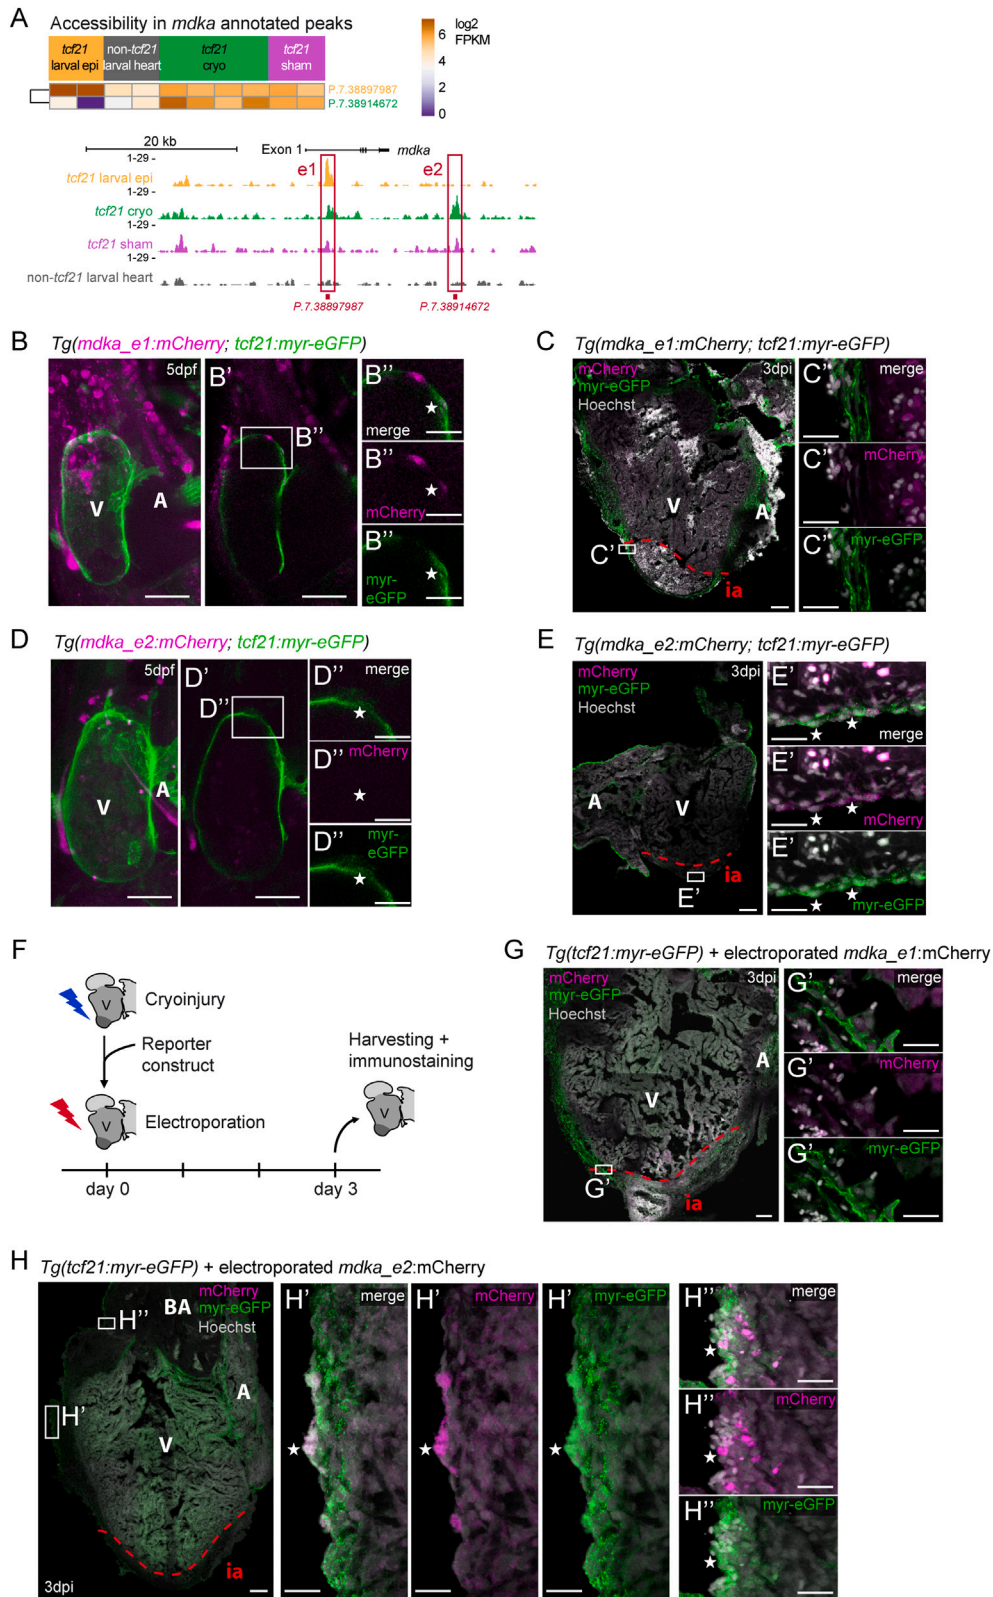 A
Accessibility in mdka annotated peaks
tcf21
larval epi
non-tcf21
larval heart
tcf21
cryo
tcf21
sham
P.7.38897987
P.7.38914672
log2
FPKM
6
4
2
0
20 kb
Exon 1
mdka
1-29 -
e1
e2
tcf21 larval epi
1-29 -
tcf21 cryo
1-29 -
tcf21 sham
1-29 -
non-tcf21 larval heart
P.7.38897987
P.7.38914672
B
Tg(mdka_e1:mCherry; tcf21:myr-eGFP)
5dpf
V
A
B'
B''
B''
merge
B''
mCherry
B''
myr-
eGFP
C
Tg(mdka_e1:mCherry; tcf21:myr-eGFP)
mCherry
myr-eGFP
Hoechst
3dpi
V
A
C'
ia
C'
merge
C'
mCherry
C'
myr-eGFP
D
Tg(mdka_e2:mCherry; tcf21:myr-eGFP)
5dpf
V
A
D'
D''
D''
merge
D''
mCherry
D''
myr-
eGFP
E
Tg(mdka_e2:mCherry; tcf21:myr-eGFP)
mCherry
myr-eGFP
Hoechst
3dpi
A
V
ia
E'
E'
merge
E'
mCherry
E'
myr-eGFP
F
V
Cryoinjury
Reporter
construct
V
Electroporation
Harvesting +
immunostaining
V
day 0
day 3
G
Tg(tcf21:myr-eGFP) + electroporated mdka_e1:mCherry
mCherry
myr-eGFP
Hoechst
3dpi
A
V
G'
ia
G'
merge
G'
mCherry
G'
myr-eGFP
H
Tg(tcf21:myr-eGFP) + electroporated mdka_e2:mCherry
mCherry
myr-eGFP
Hoechst
BA
H''
A
H'
V
ia
3dpi
H'
merge
H'
mCherry
H'
myr-eGFP
H''
merge
H''
mCherry
H''
myr-eGFP